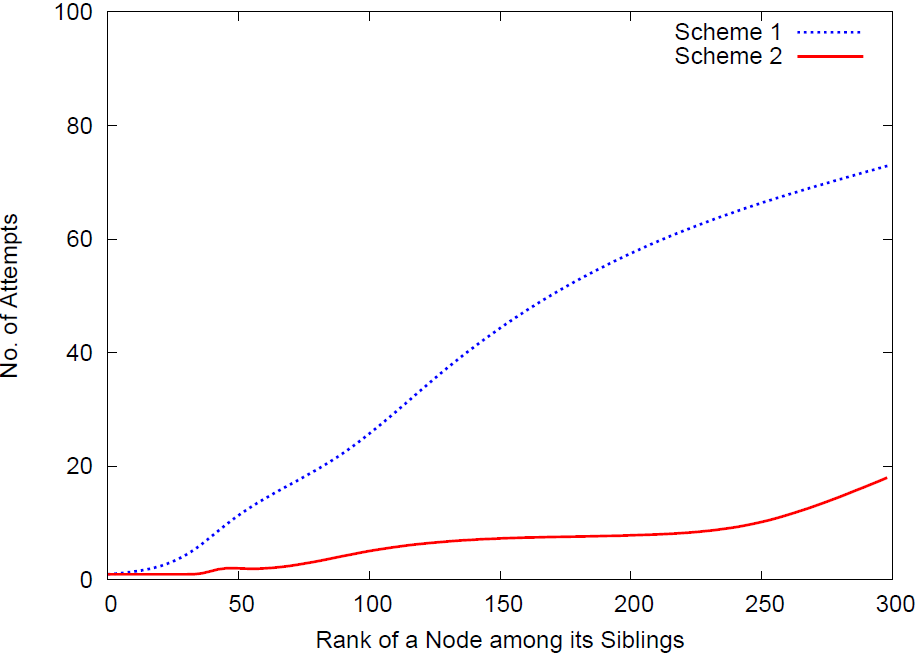 100
80
60
40
20
0
No. of Attempts
Scheme 1
Scheme 2
0 50 100 150 200 250 300
Rank of a Node among its Siblings